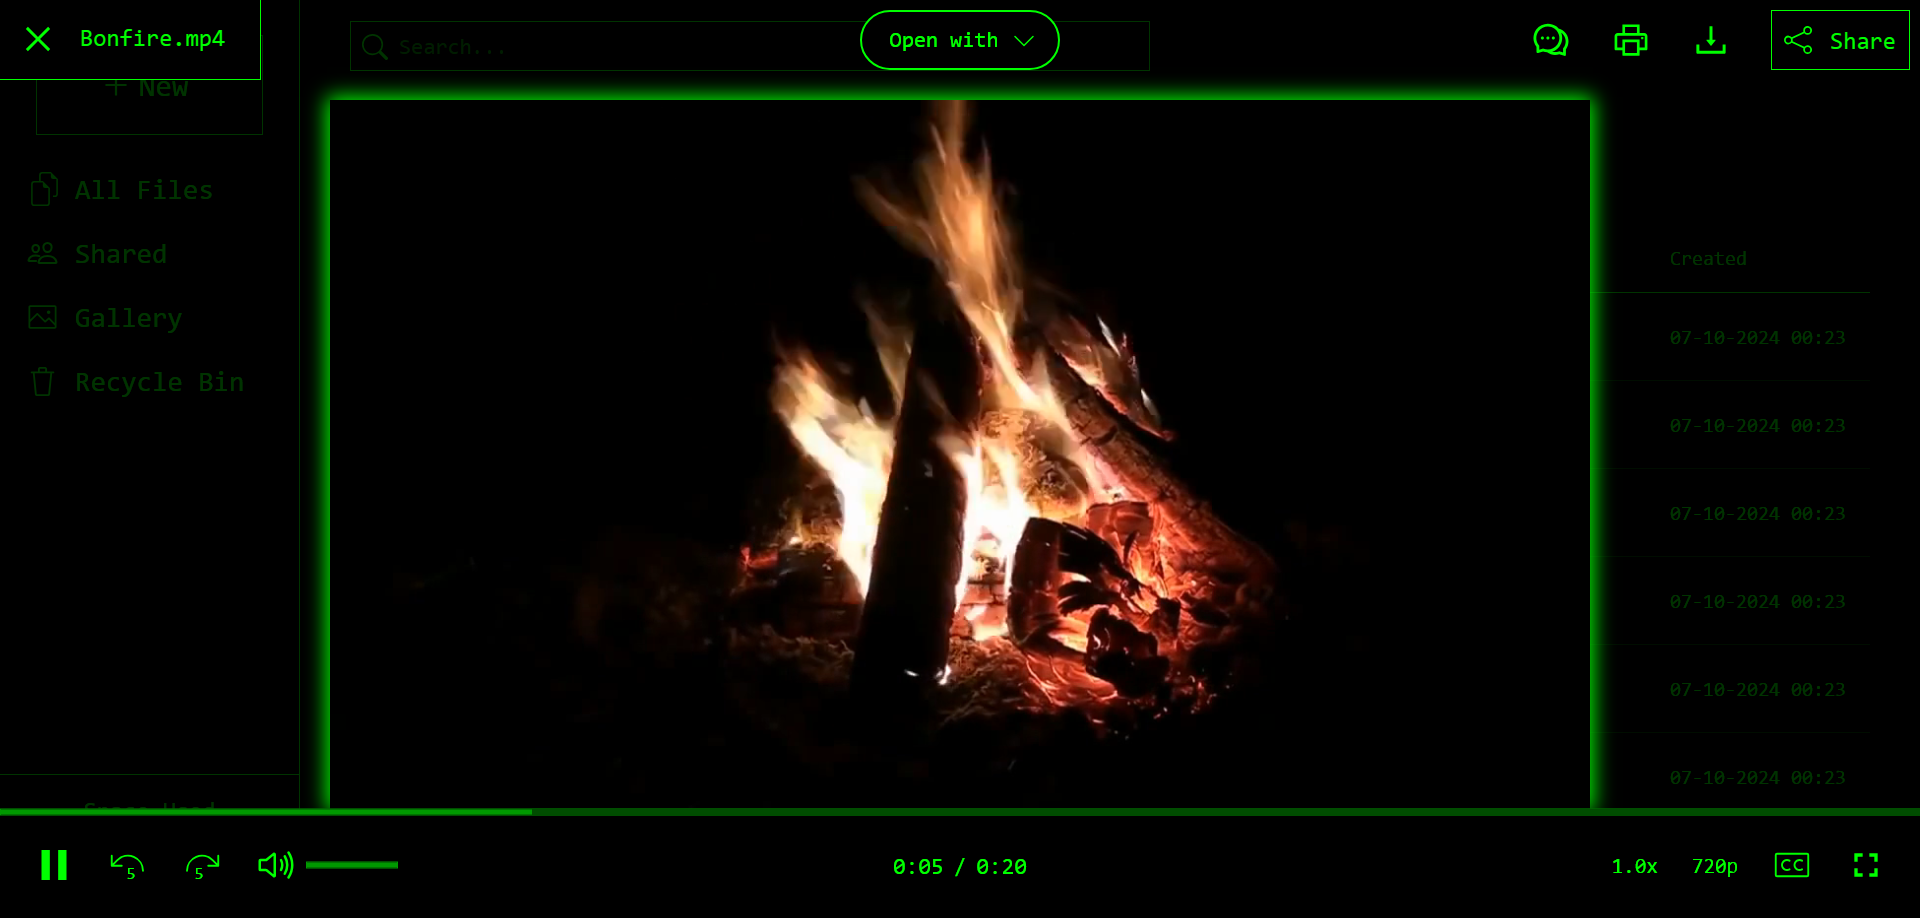 Bonfire.mp4
Search...
Open with
Share
New
All Files
Shared
Gallery
Recycle Bin
Created
07-10-2024 00:23
07-10-2024 00:23
07-10-2024 00:23
07-10-2024 00:23
07-10-2024 00:23
07-10-2024 00:23
Space Used
5
5
0:05 / 0:20
1.0x
720p
CC